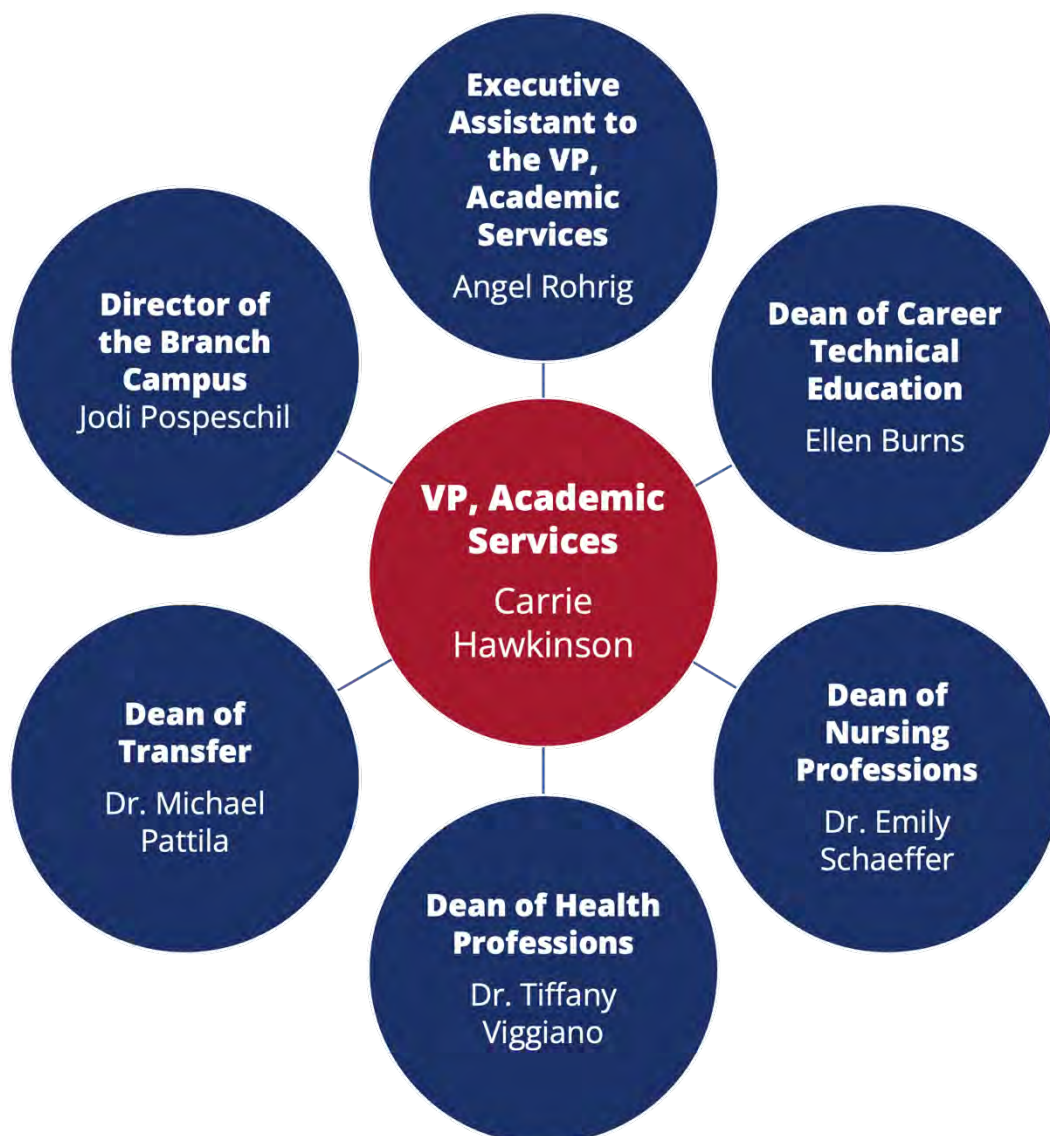 Executive
Assistant to
the VP,
Academic
Services
Angel Rohrig
Director of
the Branch
Campus
Jodi Pospeschil
Dean of Career
Technical
Education
Ellen Burns
VP, Academic
Services
Carrie
Hawkinson
Dean of
Transfer
Dr. Michael
Pattila
Dean of
Nursing
Professions
Dr. Emily
Schaeffer
Dean of Health
Professions
Dr. Tiffany
Viggiano